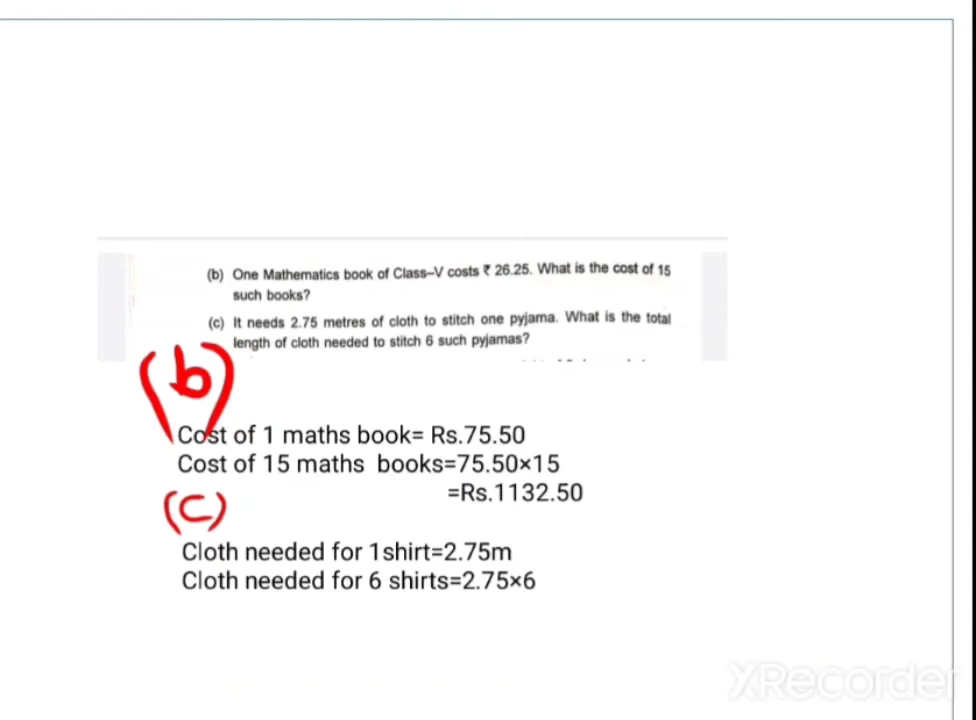 (b) One Mathematics book of Class–V costs ₹ 26.25. What is the cost of 15
such books?
(c) It needs 2.75 metres of cloth to stitch one pyjama. What is the total
length of cloth needed to stitch 6 such pyjamas?
(b)
Cost of 1 maths book= Rs.75.50
Cost of 15 maths books=75.50×15
=Rs.1132.50
(c)
Cloth needed for 1shirt=2.75m
Cloth needed for 6 shirts=2.75×6
XRecorder